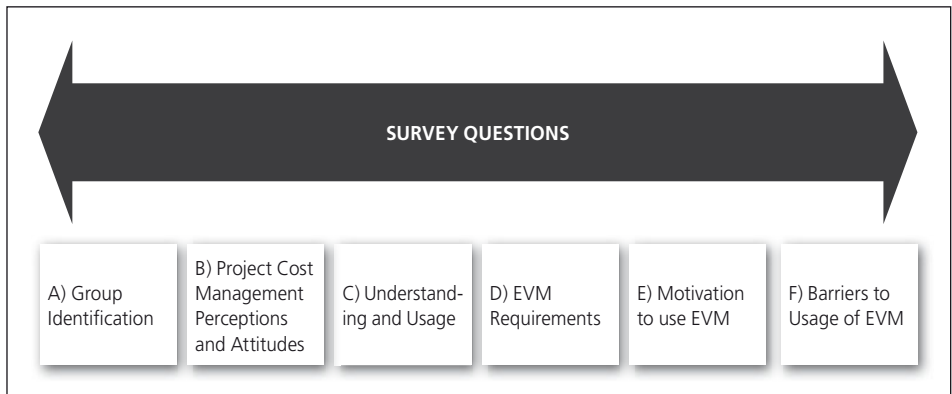 SURVEY QUESTIONS
A) Group
Identification
B) Project Cost
Management
Perceptions
and Attitudes
C) Understand-
ing and Usage
D) EVM
Requirements
E) Motivation
to use EVM
F) Barriers to
Usage of EVM